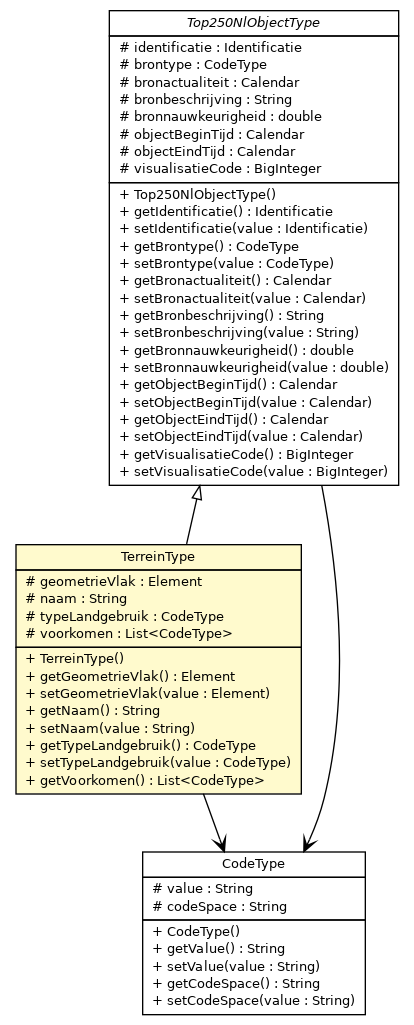 Top250NlObjectType
# identificatie : Identificatie
# brontype : CodeType
# bronactualiteit : Calendar
# bronbeschrijving : String
# bronnauwkeurigheid : double
# objectBeginTijd : Calendar
# objectEindTijd : Calendar
# visualisatieCode : BigInteger
+ Top250NlObjectType()
+ getIdentificatie() : Identificatie
+ setIdentificatie(value : Identificatie)
+ getBrontype() : CodeType
+ setBrontype(value : CodeType)
+ getBronactualiteit() : Calendar
+ setBronactualiteit(value : Calendar)
+ getBronbeschrijving() : String
+ setBronbeschrijving(value : String)
+ getBronnauwkeurigheid() : double
+ setBronnauwkeurigheid(value : double)
+ getObjectBeginTijd() : Calendar
+ setObjectBeginTijd(value : Calendar)
+ getObjectEindTijd() : Calendar
+ setObjectEindTijd(value : Calendar)
+ getVisualisatieCode() : BigInteger
+ setVisualisatieCode(value : BigInteger)
TerreinType
# geometrieVlak : Element
# naam : String
# typeLandgebruik : CodeType
# voorkomen : List<CodeType>
+ TerreinType()
+ getGeometrieVlak() : Element
+ setGeometrieVlak(value : Element)
+ getNaam() : String
+ setNaam(value : String)
+ getTypeLandgebruik() : CodeType
+ setTypeLandgebruik(value : CodeType)
+ getVoorkomen() : List<CodeType>
CodeType
# value : String
# codeSpace : String
+ CodeType()
+ getValue() : String
+ setValue(value : String)
+ getCodeSpace() : String
+ setCodeSpace(value : String)